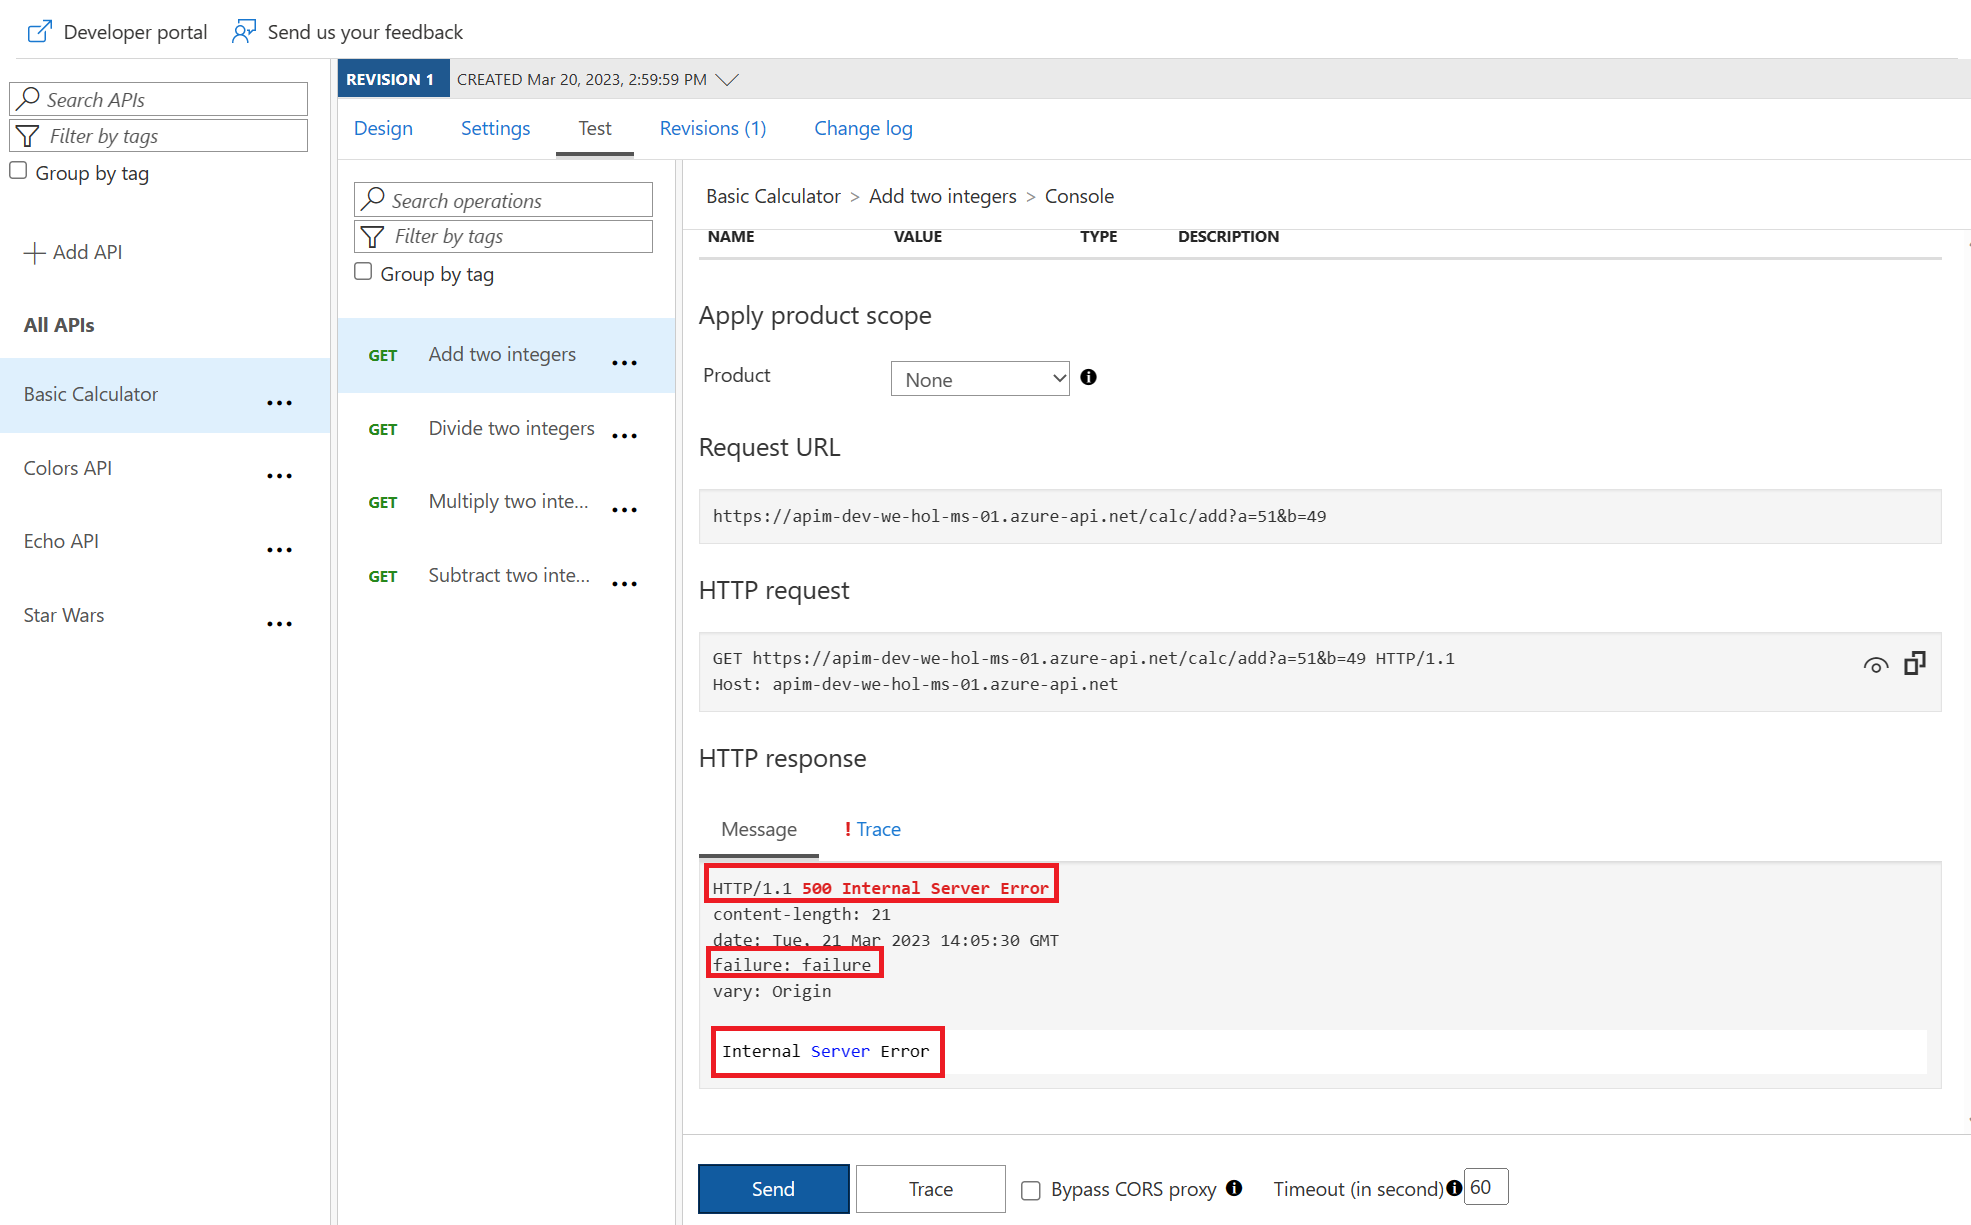 Developer portal
Send us your feedback
Search APIs
Filter by tags
Group by tag
Add API
All APIs
Basic Calculator
Colors API
Echo API
Star Wars
REVISION 1
CREATED Mar 20, 2023, 2:59:59 PM
Design
Settings
Test
Revisions (1)
Change log
Search operations
Filter by tags
Group by tag
GET Add two integers
GET Divide two integers
GET Multiply two inte...
GET Subtract two inte...
Basic Calculator > Add two integers > Console
NAME VALUE TYPE DESCRIPTION
Apply product scope
Product None
Request URL
https://apim-dev-we-hol-ms-01.azure-api.net/calc/add?a=51&b=49
HTTP request
GET https://apim-dev-we-hol-ms-01.azure-api.net/calc/add?a=51&b=49 HTTP/1.1
Host: apim-dev-we-hol-ms-01.azure-api.net
HTTP response
Message
! Trace
HTTP/1.1 500 Internal Server Error
content-length: 21
date: Tue, 21 Mar 2023 14:05:30 GMT
failure: failure
vary: Origin
Internal Server Error
Send
Trace
Bypass CORS proxy
Timeout (in second) 60